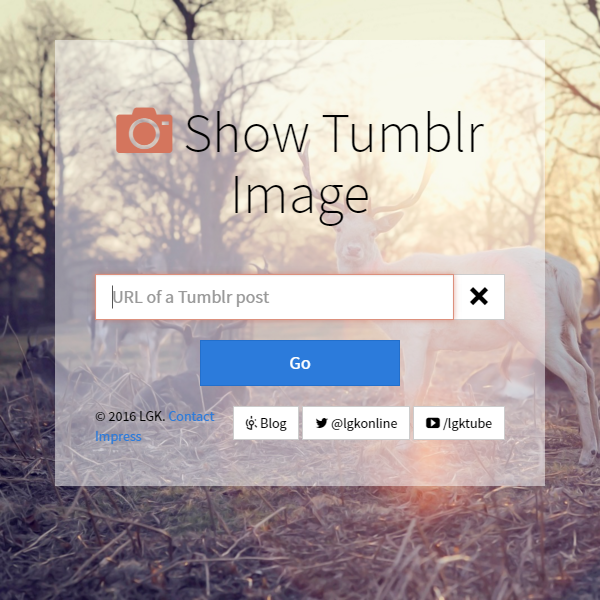 Show Tumblr
Image
URL of a Tumblr post
Go
© 2016 LGK. Contact
Impress
Blog
@lgkonline
/lgktube